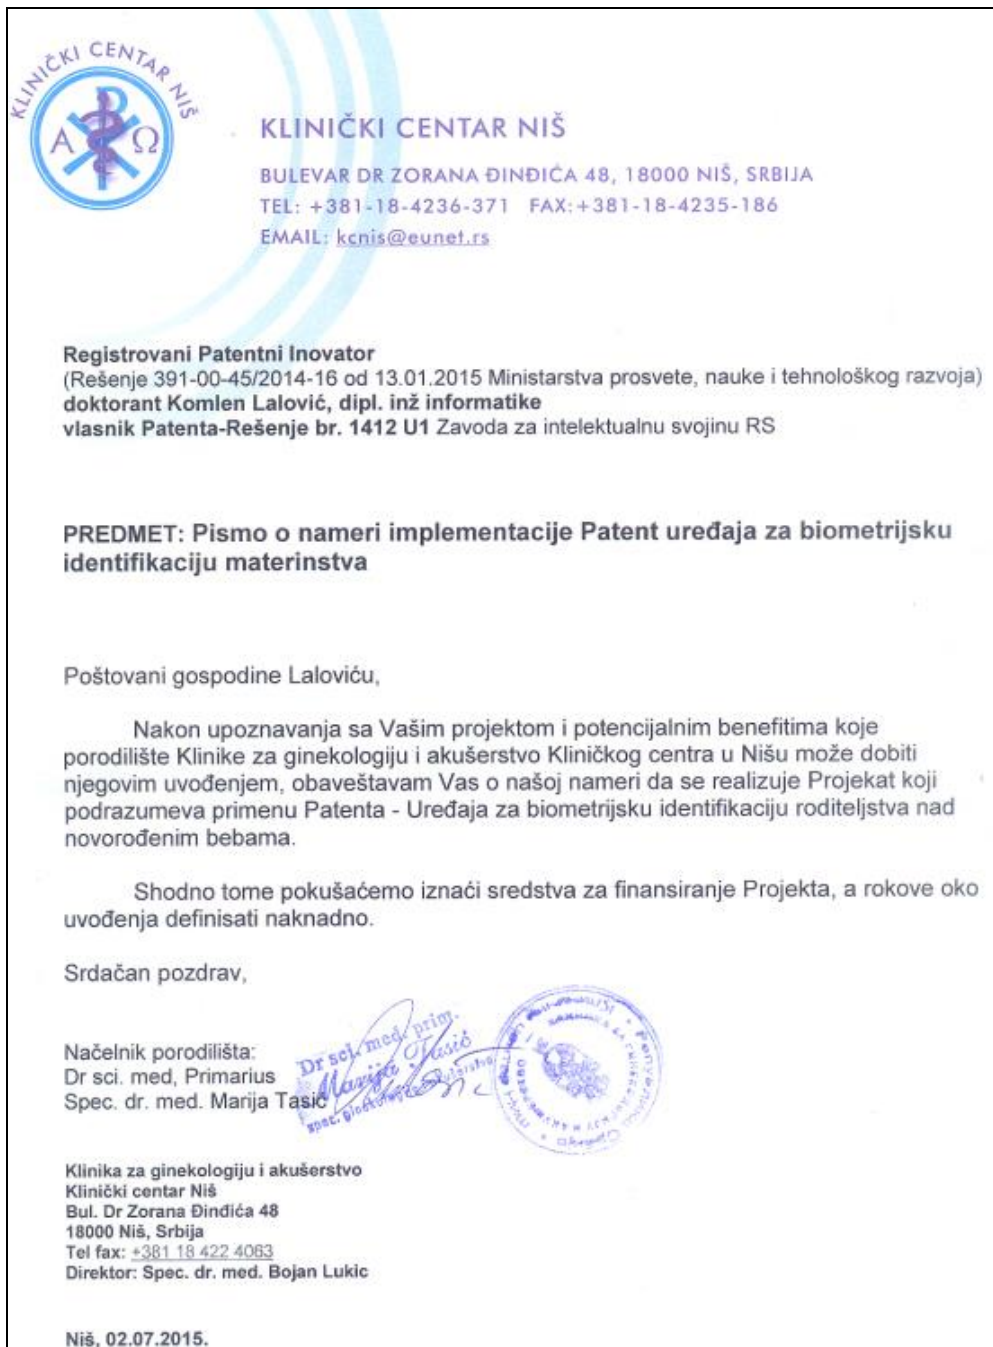 KLINIČKI CENTAR NIŠ
Α Ω
KLINIČKI CENTAR NIŠ
BULEVAR DR ZORANA ĐINĐIĆA 48, 18000 NIŠ, SRBIJA
TEL: +381-18-4236-371 FAX:+381-18-4235-186
EMAIL: kcnis@eunet.rs
Registrovani Patentni Inovator
(Rešenje 391-00-45/2014-16 od 13.01.2015 Ministarstva prosvete, nauke i tehnološkog razvoja)
doktorant Komlen Lalović, dipl. inž informatike
vlasnik Patenta-Rešenje br. 1412 U1 Zavoda za intelektualnu svojinu RS
PREDMET: Pismo o nameri implementacije Patent uređaja za biometrijsku
identifikaciju materinstva
Poštovani gospodine Laloviću,
Nakon upoznavanja sa Vašim projektom i potencijalnim benefitima koje
porodilište Klinike za ginekologiju i akušerstvo Kliničkog centra u Nišu može dobiti
njegovim uvođenjem, obaveštavam Vas o našoj nameri da se realizuje Projekat koji
podrazumeva primenu Patenta - Uređaja za biometrijsku identifikaciju roditeljstva nad
novorođenim bebama.
Shodno tome pokušaćemo iznaći sredstva za finansiranje Projekta, a rokove oko
uvođenja definisati naknadno.
Srdačan pozdrav,
Načelnik porodilišta:
Dr sci. med, Primarius
Spec. dr. med. Marija Tasić
Dr sci. med. prim.
Marija Tasić
spec.
Klinika za ginekologiju i akušerstvo
Klinički centar Niš
Bul. Dr Zorana Đinđića 48
18000 Niš, Srbija
Tel fax: +381 18 422 4063
Direktor: Spec. dr. med. Bojan Lukic
Niš, 02.07.2015.